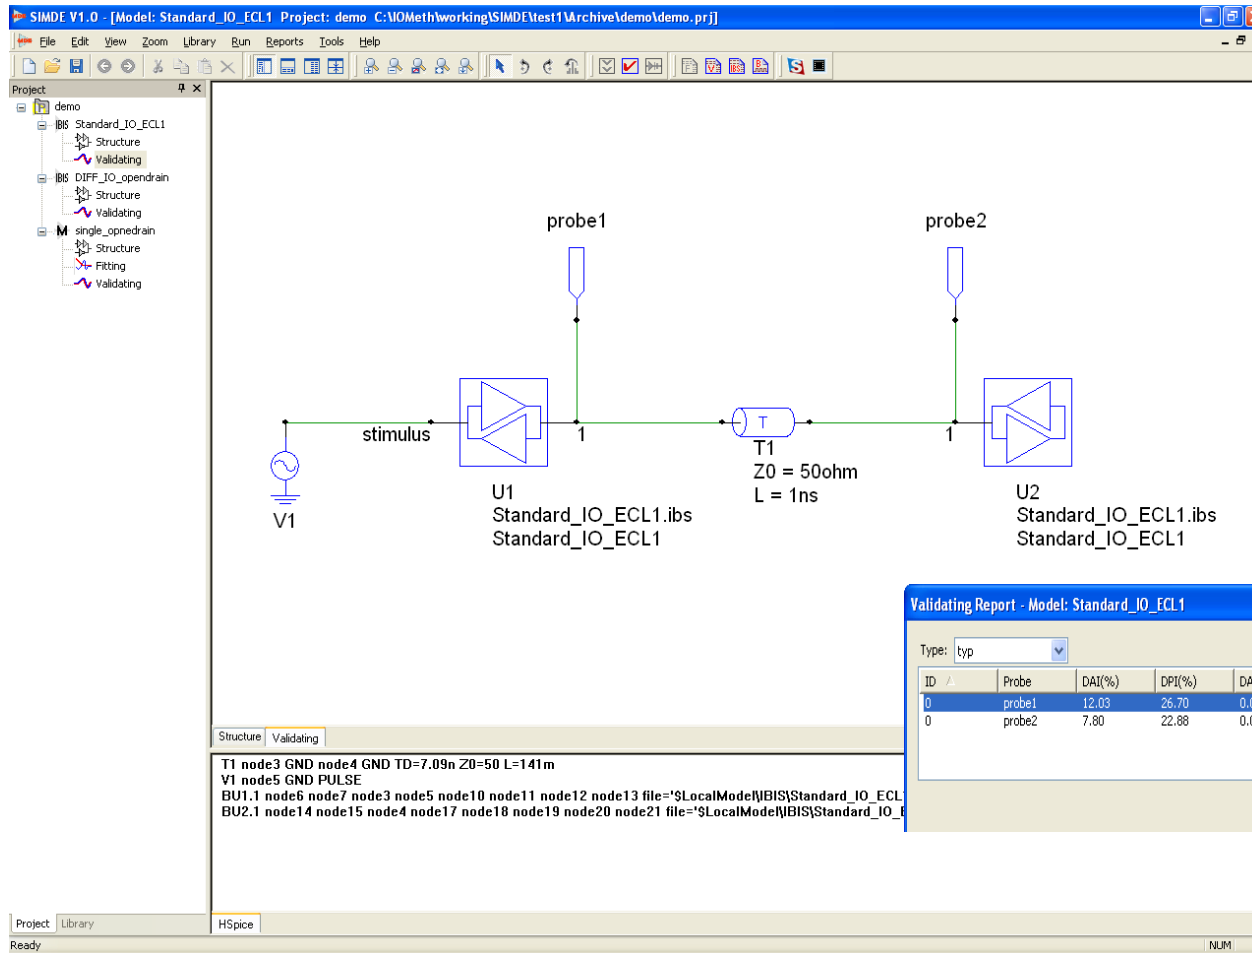 SIMDE V1.0 - [Model: Standard_IO_ECL1  Project: demo  C:\IOMeth\working\SIMDE\test1\Archive\demo\demo.prj]
File Edit View Zoom Library Run Reports Tools Help
Project
demo
IBIS Standard_IO_ECL1
Structure
Validating
IBIS DIFF_IO_opendrain
Structure
Validating
M single_opnedrain
Structure
Fitting
Validating
Project Library
probe1 probe2
stimulus 1 T 1
V1
U1
Standard_IO_ECL1.ibs
Standard_IO_ECL1
T1
Z0 = 50ohm
L = 1ns
U2
Standard_IO_ECL1.ibs
Standard_IO_ECL1
Validating Report - Model: Standard_IO_ECL1
Type: typ
ID Probe DAI(%) DPI(%)
0 probe1 12.03 26.70
0 probe2 7.80 22.88
Structure Validating
T1 node3 GND node4 GND TD=7.09n Z0=50 L=141m
V1 node5 GND PULSE
BU1.1 node6 node7 node3 node5 node10 node11 node12 node13 file='$LocalModel\IBIS\Standard_IO_ECL
BU2.1 node14 node15 node4 node17 node18 node19 node20 node21 file='$LocalModel\IBIS\Standard_IO_E
HSpice
Ready NUM